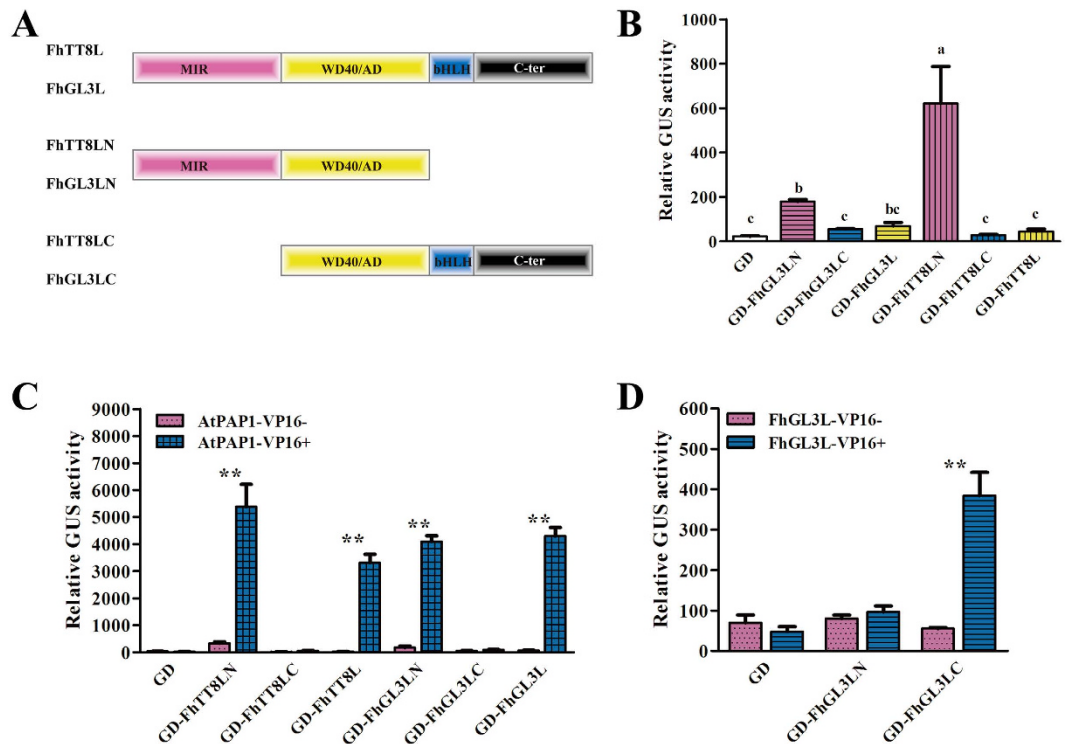 A
FhTT8L
FhGL3L
MIR WD40/AD bHLH C-ter
FhTT8LN
FhGL3LN
MIR WD40/AD
FhTT8LC
FhGL3LC
WD40/AD bHLH C-ter
B
Relative GUS activity
1000
800
600
400
200
0
c
b
c
bc
a
c
c
GD
GD-FhGL3LN
GD-FhGL3LC
GD-FhGL3L
GD-FhTT8LN
GD-FhTT8LC
GD-FhTT8L
C
Relative GUS activity
9000
8000
7000
6000
5000
4000
3000
2000
1000
0
AtPAP1-VP16-
AtPAP1-VP16+
**
**
**
**
GD
GD-FhTT8LN
GD-FhTT8LC
GD-FhTT8L
GD-FhGL3LN
GD-FhGL3LC
GD-FhGL3L
D
Relative GUS activity
600
500
400
300
200
100
0
FhGL3L-VP16-
FhGL3L-VP16+
**
GD
GD-FhGL3LN
GD-FhGL3LC